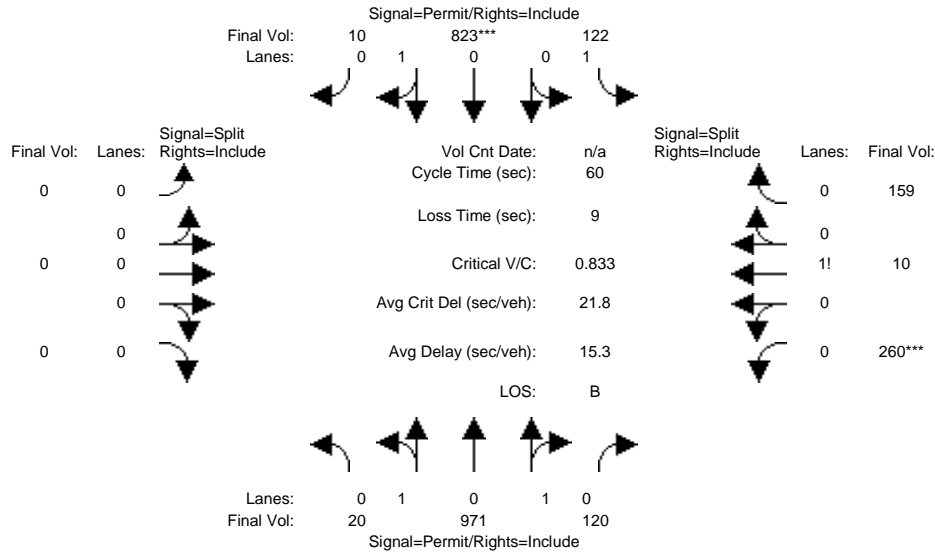 Signal=Permit/Rights=Include
Final Vol: 10 823*** 122
Lanes: 0 1 0 0 1
Signal=Split Signal=Split
Final Vol: Lanes: Rights=Include Vol Cnt Date: n/a Rights=Include Lanes: Final Vol:
Cycle Time (sec): 60
0 0 0 159
Loss Time (sec): 9
0 0
0 0 Critical V/C: 0.833 1! 10
0 Avg Crit Del (sec/veh): 21.8 0
0 0 Avg Delay (sec/veh): 15.3 0 260***
LOS: B
Lanes: 0 1 0 1 0
Final Vol: 20 971 120
Signal=Permit/Rights=Include